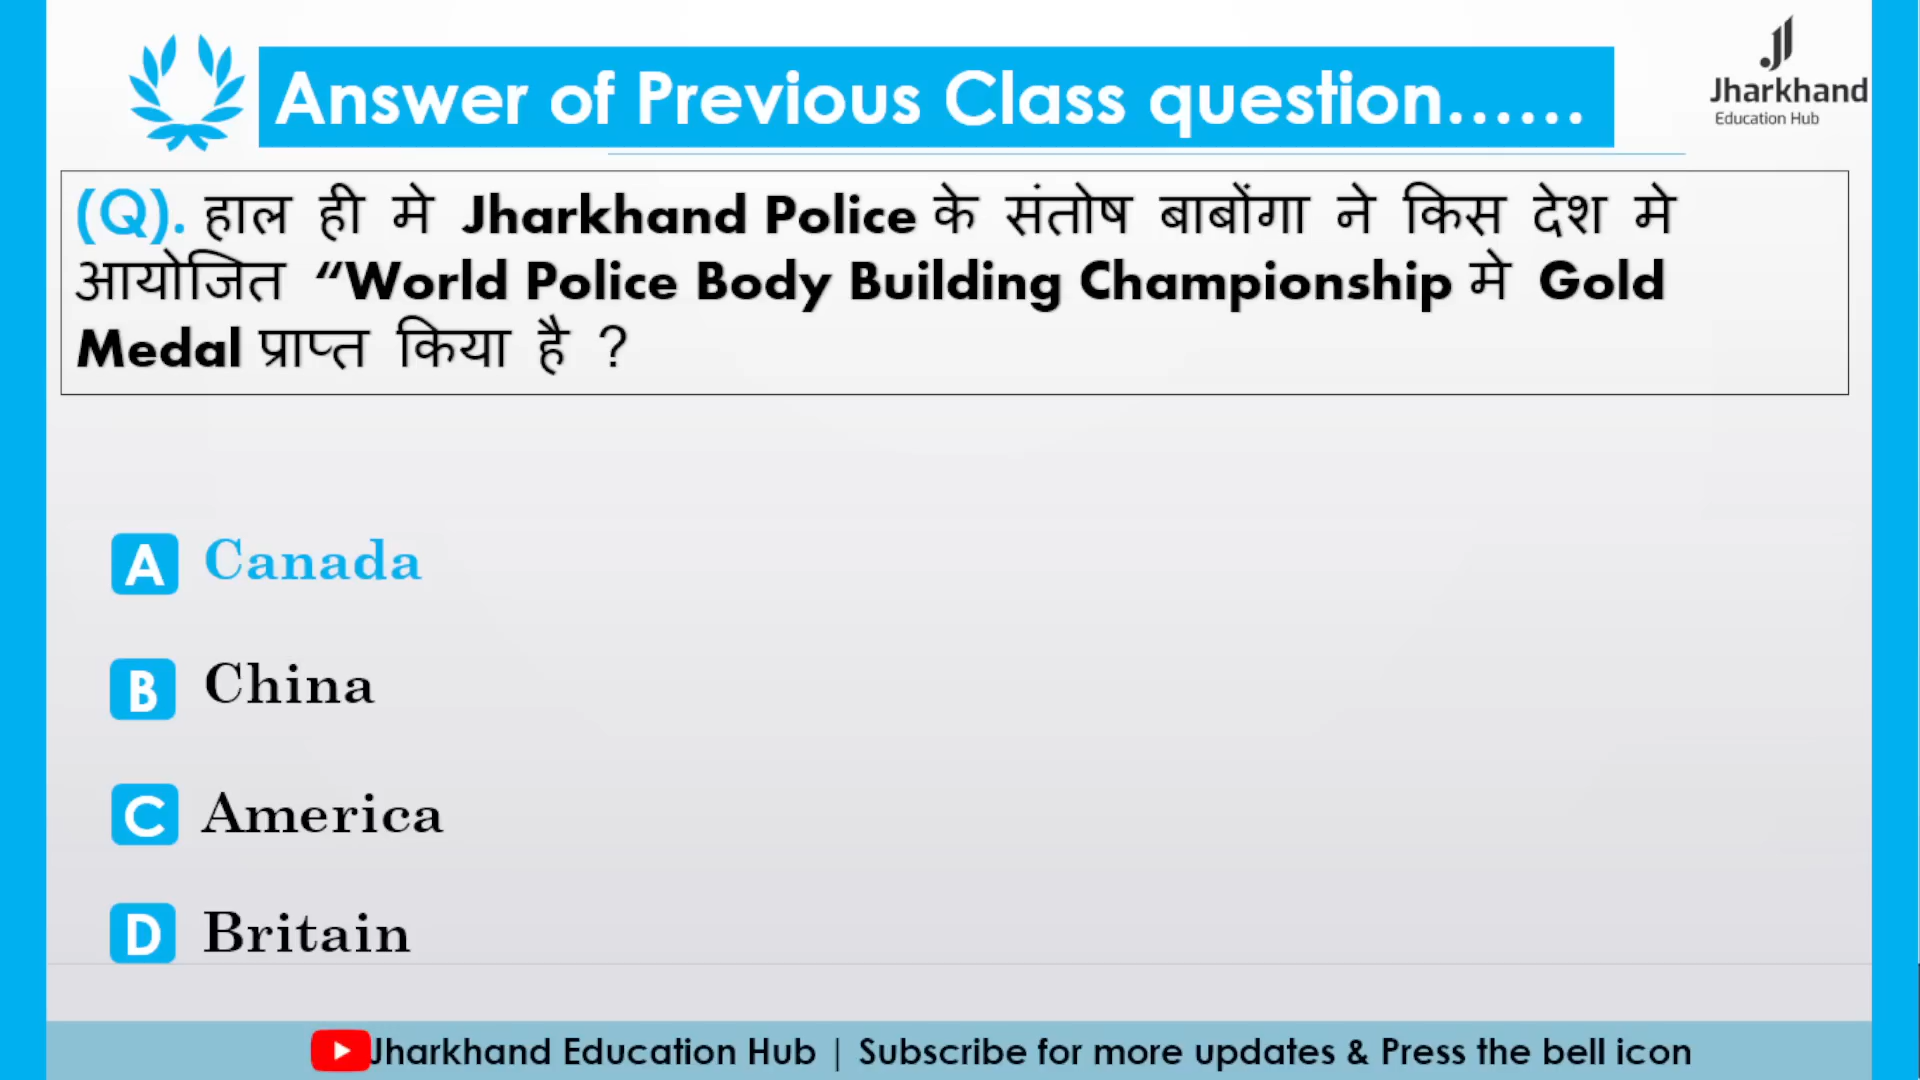 Answer of Previous Class question......
Jharkhand
Education Hub
(Q). हाल ही मे Jharkhand Police के संतोष बाबोंगा ने किस देश मे
आयोजित “World Police Body Building Championship मे Gold
Medal प्राप्त किया है ?
A Canada
B China
C America
D Britain
Jharkhand Education Hub | Subscribe for more updates & Press the bell icon